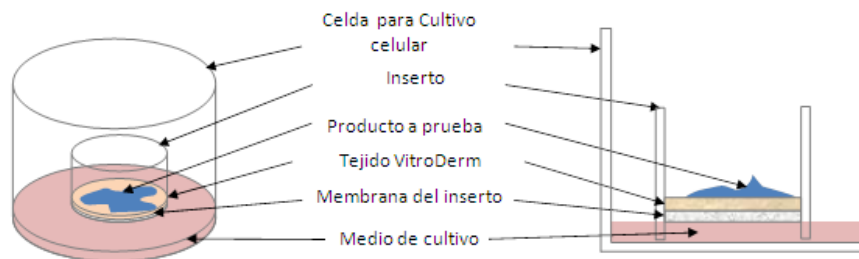 Celda para Cultivo
celular
Inserto
Producto a prueba
Tejido VitroDerm
Membrana del inserto
Medio de cultivo